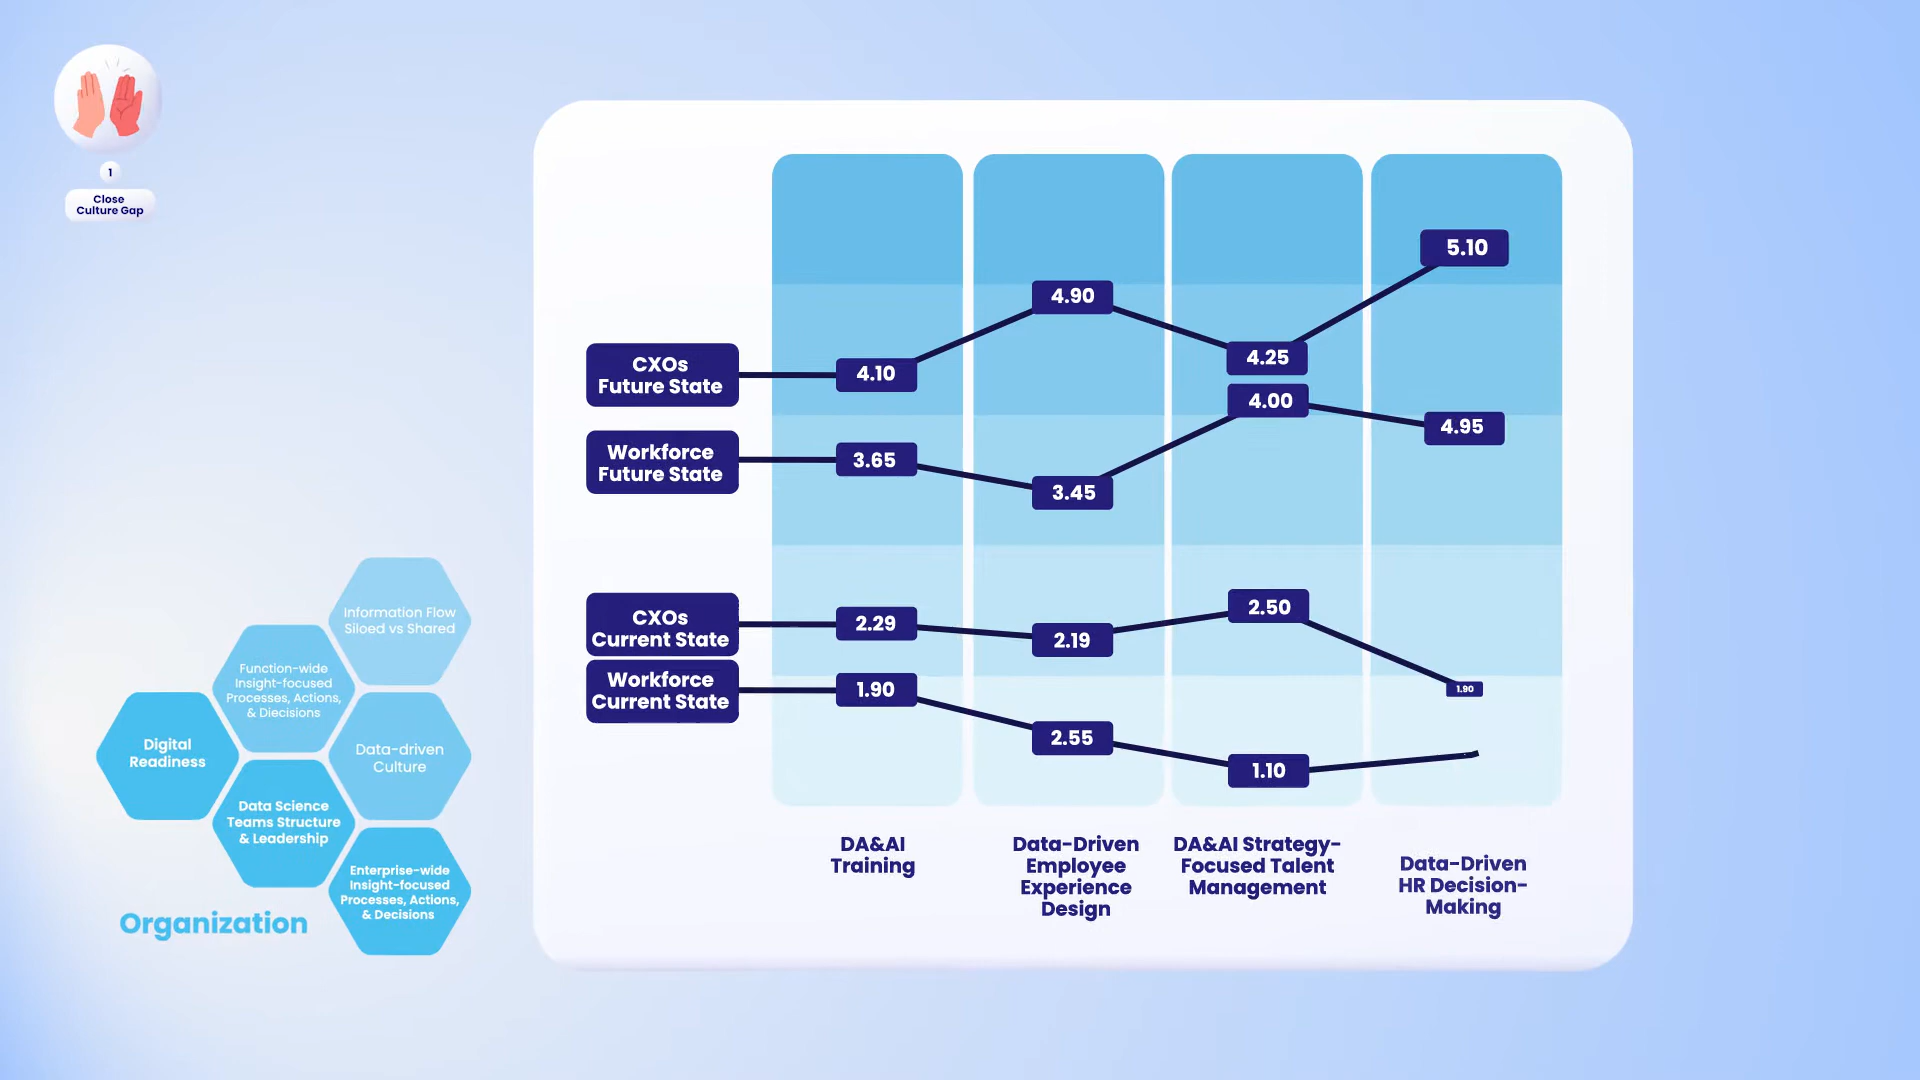 1
Close
Culture Gap
5.10
4.90
CXOs
Future State
4.10
4.25
4.00
Workforce
Future State
3.65
3.45
4.95
CXOs
Current State
2.29
2.19
2.50
Workforce
Current State
1.90
2.55
1.10
1.90
DA&AI
Training
Data-Driven
Employee
Experience
Design
DA&AI Strategy-
Focused Talent
Management
Data-Driven
HR Decision-
Making
Information Flow
Siloed vs Shared
Function-wide
Insight-focused
Processes, Actions,
& Diecisions
Digital
Readiness
Data-driven
Culture
Data Science
Teams Structure
& Leadership
Enterprise-wide
Insight-focused
Processes, Actions,
& Decisions
Organization